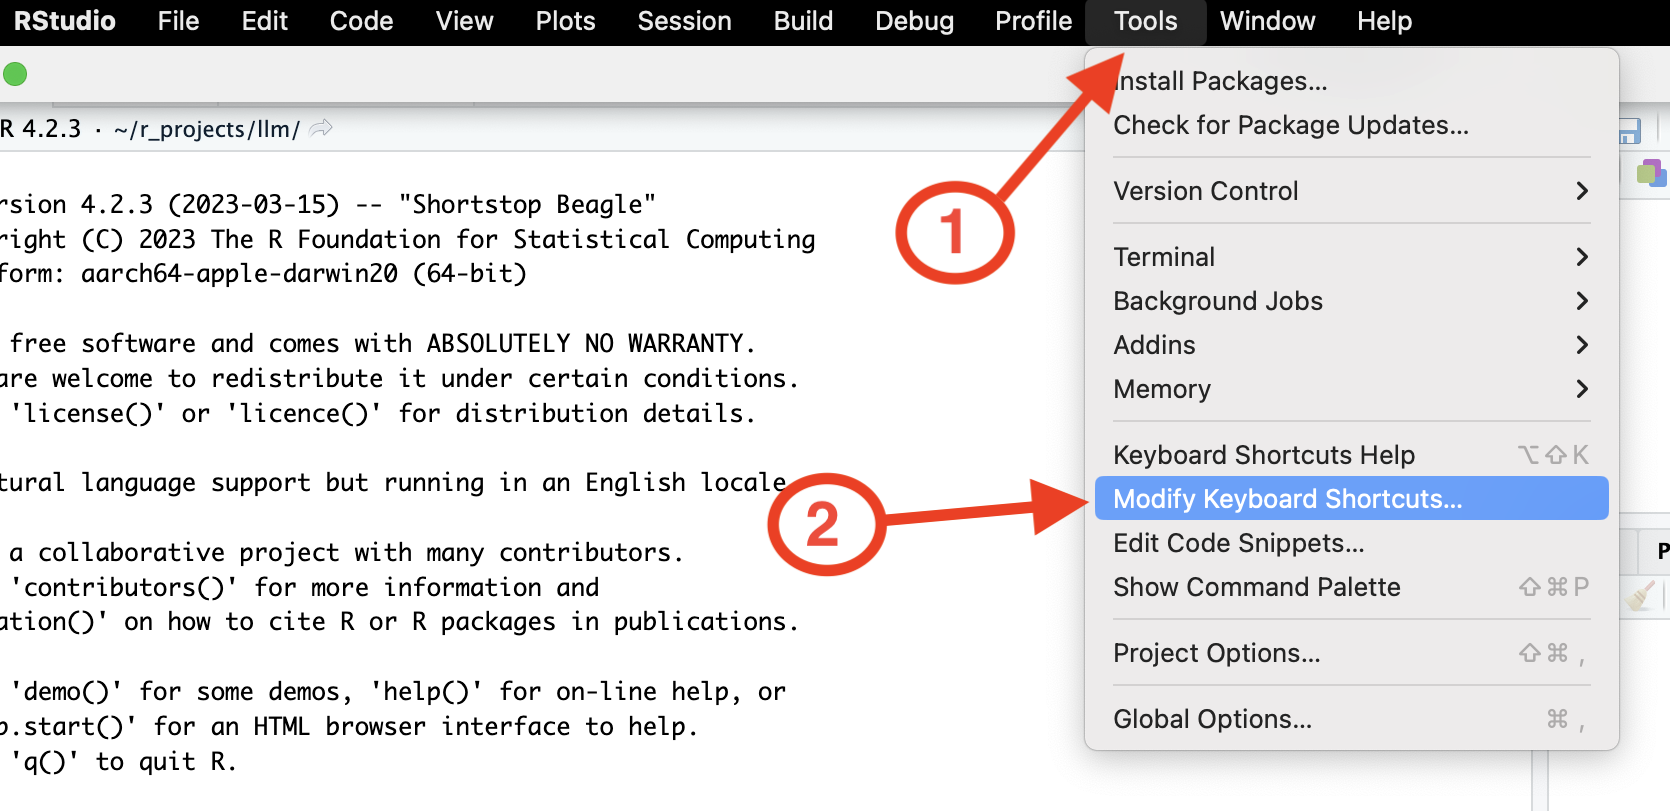 RStudio File Edit Code View Plots Session Build Debug Profile Tools Window Help
R 4.2.3 · ~/r_projects/llm/
rsion 4.2.3 (2023-03-15) -- "Shortstop Beagle"
right (C) 2023 The R Foundation for Statistical Computing
form: aarch64-apple-darwin20 (64-bit)
free software and comes with ABSOLUTELY NO WARRANTY.
are welcome to redistribute it under certain conditions.
'license()' or 'licence()' for distribution details.
tural language support but running in an English locale
a collaborative project with many contributors.
'contributors()' for more information and
ation()' on how to cite R or R packages in publications.
'demo()' for some demos, 'help()' for on-line help, or
p.start()' for an HTML browser interface to help.
'q()' to quit R.
1
2
Install Packages...
Check for Package Updates...
Version Control
Terminal
Background Jobs
Addins
Memory
Keyboard Shortcuts Help ⌥⇧K
Modify Keyboard Shortcuts...
Edit Code Snippets...
Show Command Palette ⇧⌘P
Project Options... ⇧⌘,
Global Options... ⌘,
P